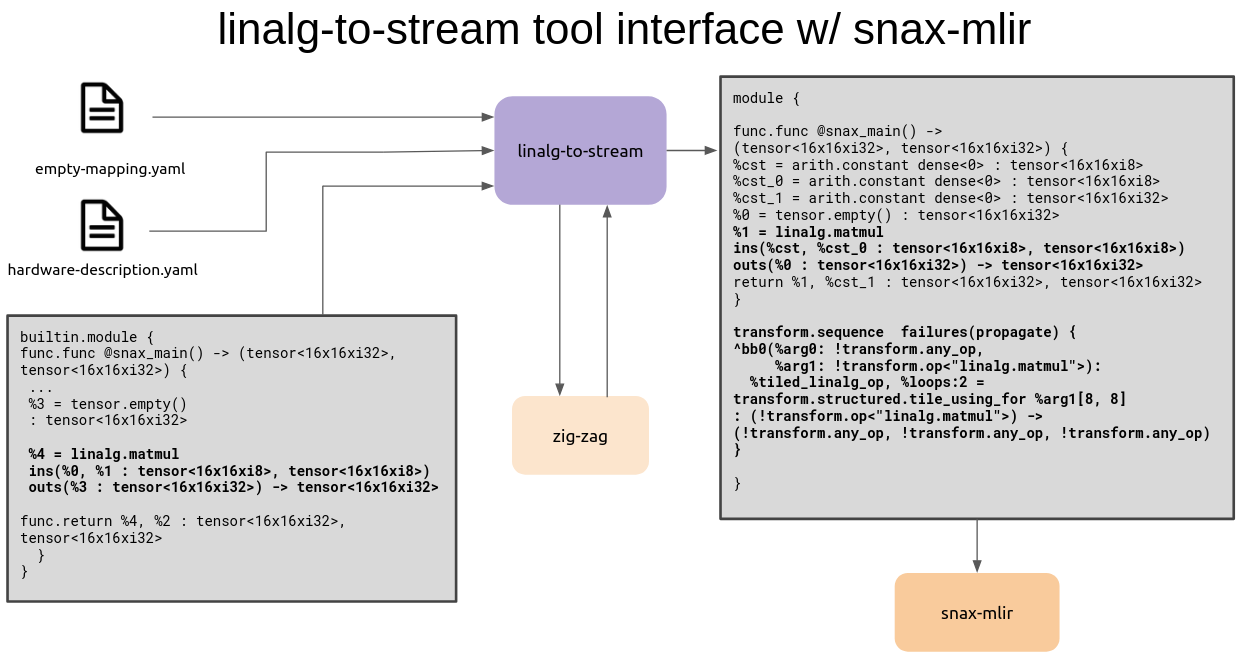 linalg-to-stream tool interface w/ snax-mlir
empty-mapping.yaml
hardware-description.yaml
builtin.module {
func.func @snax_main() -> (tensor<16x16xi32>,
tensor<16x16xi32>) {
...
%3 = tensor.empty()
: tensor<16x16xi32>
%4 = linalg.matmul
ins(%0, %1 : tensor<16x16xi8>, tensor<16x16xi8>)
outs(%3 : tensor<16x16xi32>) -> tensor<16x16xi32>
func.return %4, %2 : tensor<16x16xi32>,
tensor<16x16xi32>
}
}
linalg-to-stream
zig-zag
module {
func.func @snax_main() ->
(tensor<16x16xi32>, tensor<16x16xi32>) {
%cst = arith.constant dense<0> : tensor<16x16xi8>
%cst_0 = arith.constant dense<0> : tensor<16x16xi8>
%cst_1 = arith.constant dense<0> : tensor<16x16xi32>
%0 = tensor.empty() : tensor<16x16xi32>
%1 = linalg.matmul
ins(%cst, %cst_0 : tensor<16x16xi8>, tensor<16x16xi8>)
outs(%0 : tensor<16x16xi32>) -> tensor<16x16xi32>
return %1, %cst_1 : tensor<16x16xi32>, tensor<16x16xi32>
}
transform.sequence  failures(propagate) {
^bb0(%arg0: !transform.any_op,
%arg1: !transform.op<"linalg.matmul">):
%tiled_linalg_op, %loops:2 =
transform.structured.tile_using_for %arg1[8, 8]
: (!transform.op<"linalg.matmul">) ->
(!transform.any_op, !transform.any_op, !transform.any_op)
}
}
snax-mlir